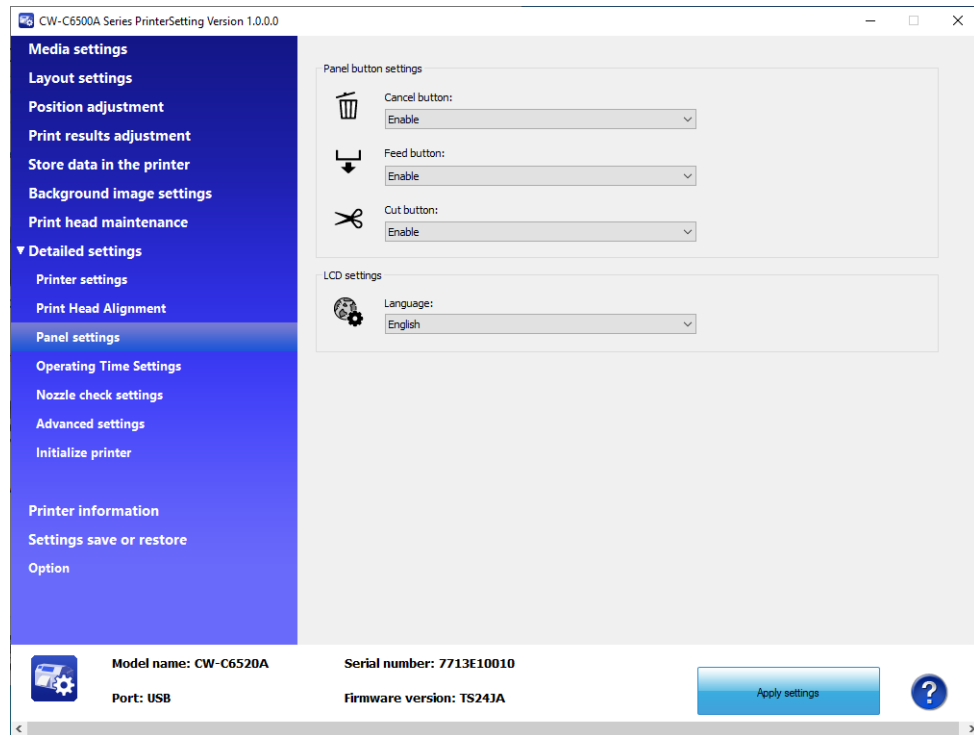 CW-C6500A Series PrinterSetting Version 1.0.0.0
Media settings
Layout settings
Position adjustment
Print results adjustment
Store data in the printer
Background image settings
Print head maintenance
Detailed settings
Printer settings
Print Head Alignment
Panel settings
Operating Time Settings
Nozzle check settings
Advanced settings
Initialize printer
Printer information
Settings save or restore
Option
Panel button settings
Cancel button:
Enable
Feed button:
Enable
Cut button:
Enable
LCD settings
Language:
English
Model name: CW-C6520A
Serial number: 7713E10010
Port: USB
Firmware version: TS24JA
Apply settings
?